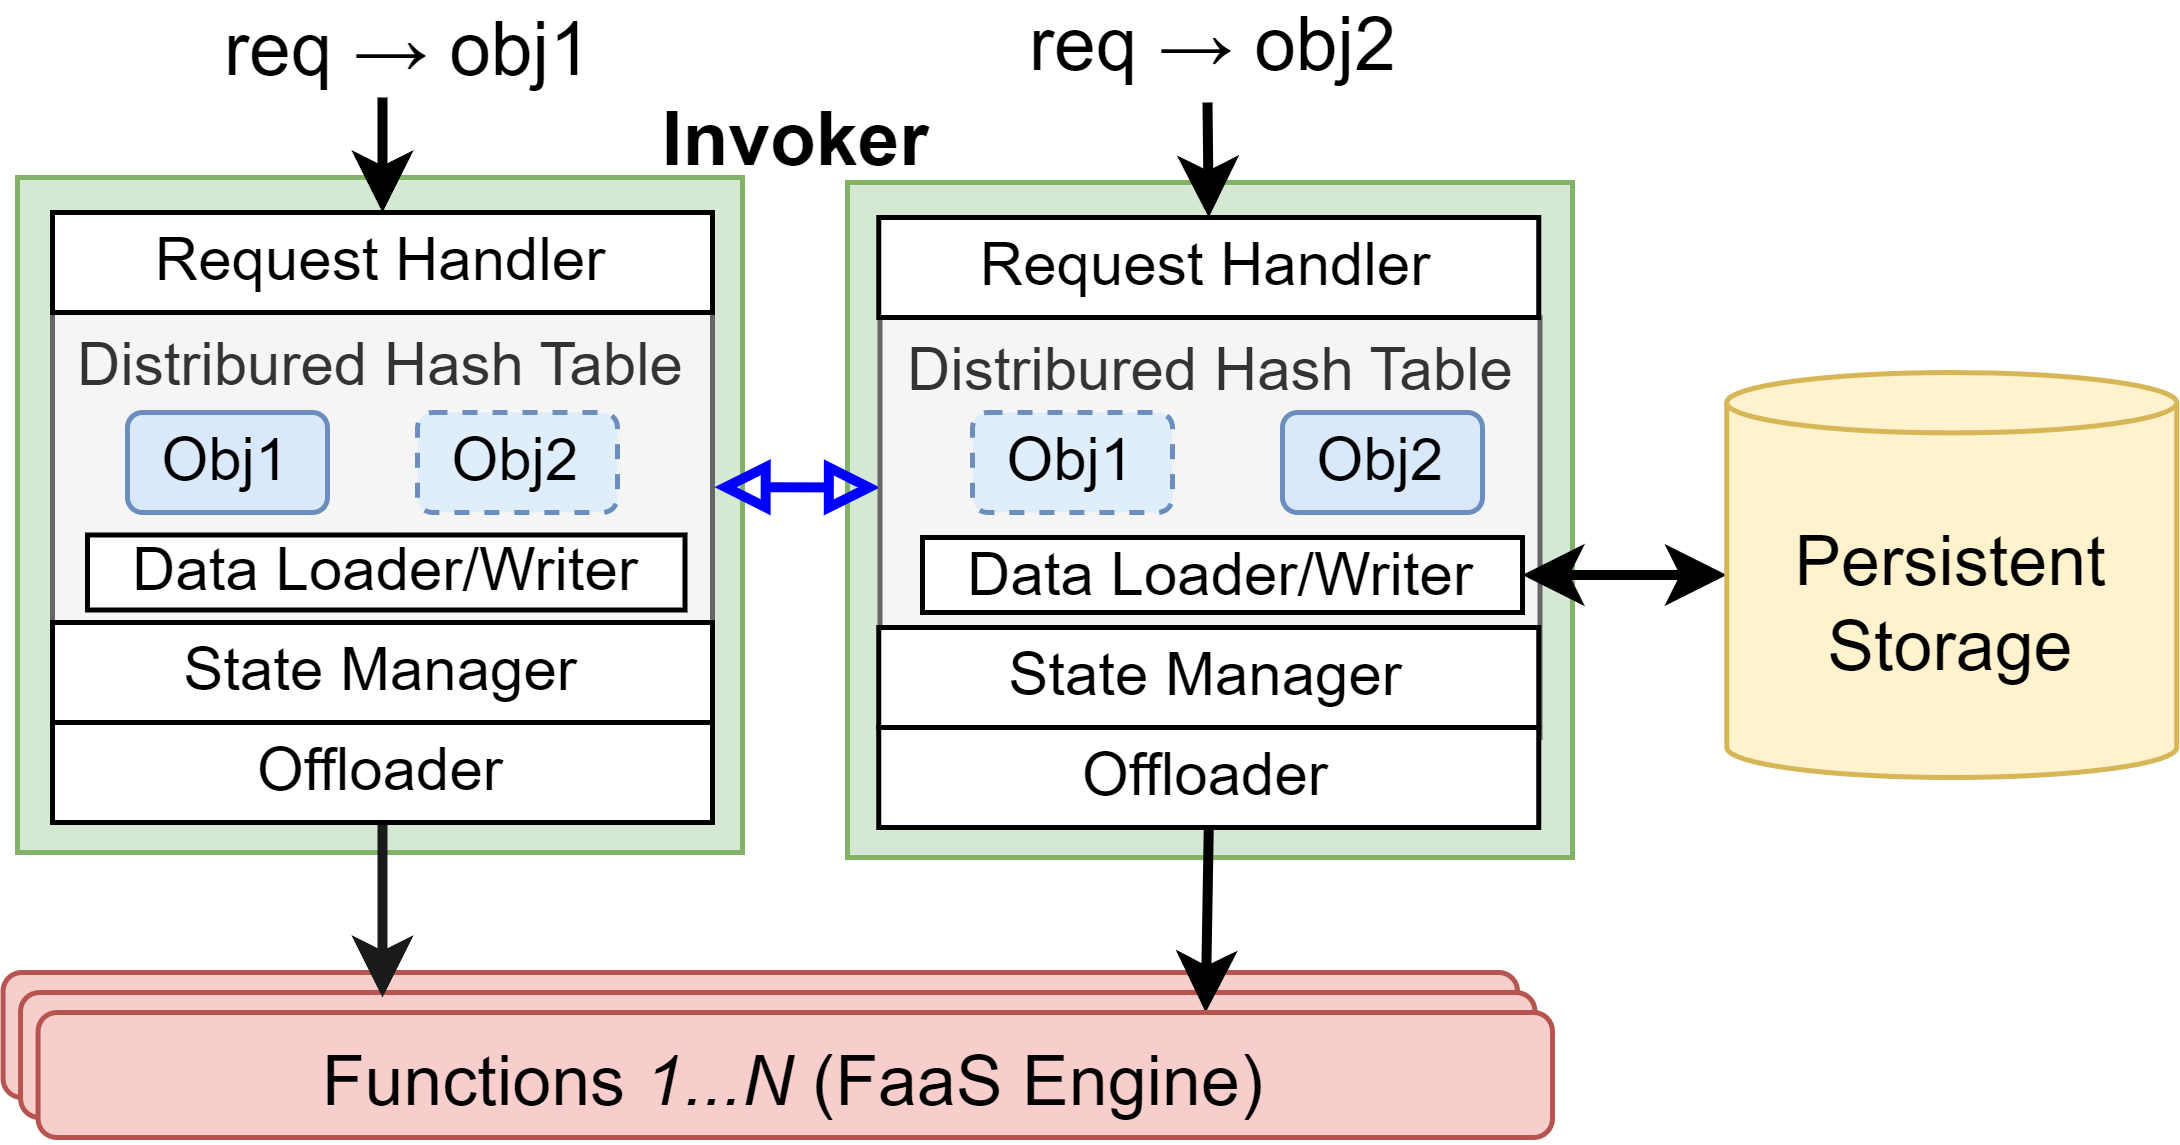 req → obj1
req → obj2
Invoker
Request Handler
Distribured Hash Table
Obj1
Obj2
Data Loader/Writer
State Manager
Offloader
Request Handler
Distribured Hash Table
Obj1
Obj2
Data Loader/Writer
State Manager
Offloader
Persistent
Storage
Functions 1...N (FaaS Engine)